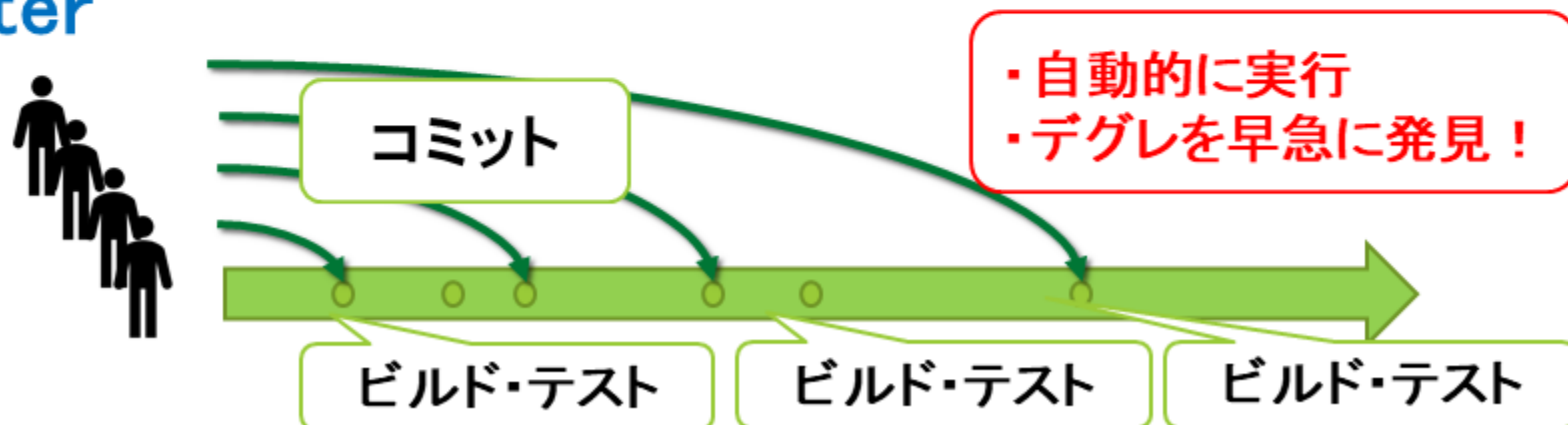 コミット
・自動的に実行
・デグレを早急に発見！
ビルド・テスト
ビルド・テスト
ビルド・テスト